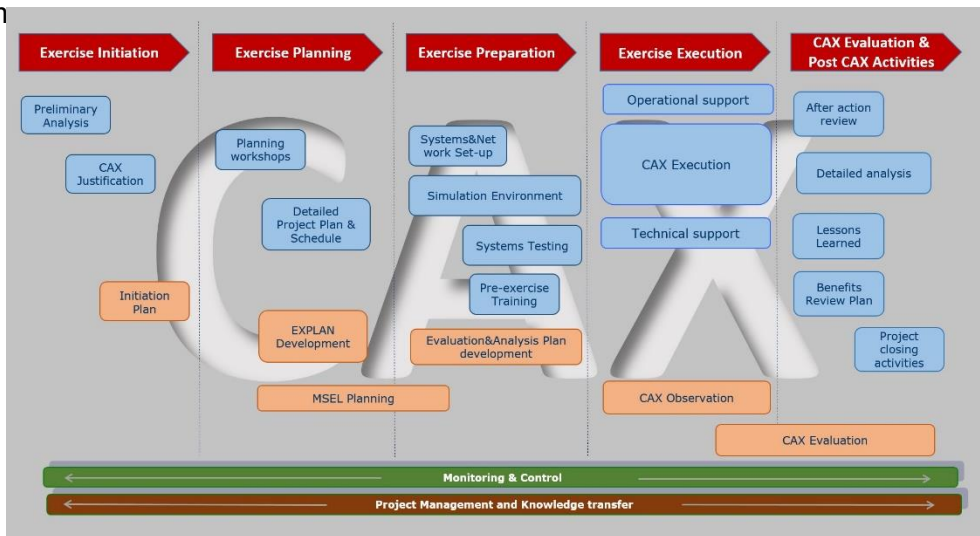 n
Exercise Initiation
Exercise Planning
Exercise Preparation
Exercise Execution
CAX Evaluation &
Post CAX Activities
Preliminary
Analysis
CAX
Justification
Initiation
Plan
Planning
workshops
Detailed
Project Plan &
Schedule
EXPLAN
Development
MSEL Planning
Systems&Net
work Set-up
Simulation Environment
Systems Testing
Pre-exercise
Training
Evaluation&Analysis Plan
development
Operational support
CAX Execution
Technical support
CAX Observation
After action
review
Detailed analysis
Lessons
Learned
Benefits
Review Plan
Project
closing
activities
CAX Evaluation
CAX
Monitoring & Control
Project Management and Knowledge transfer